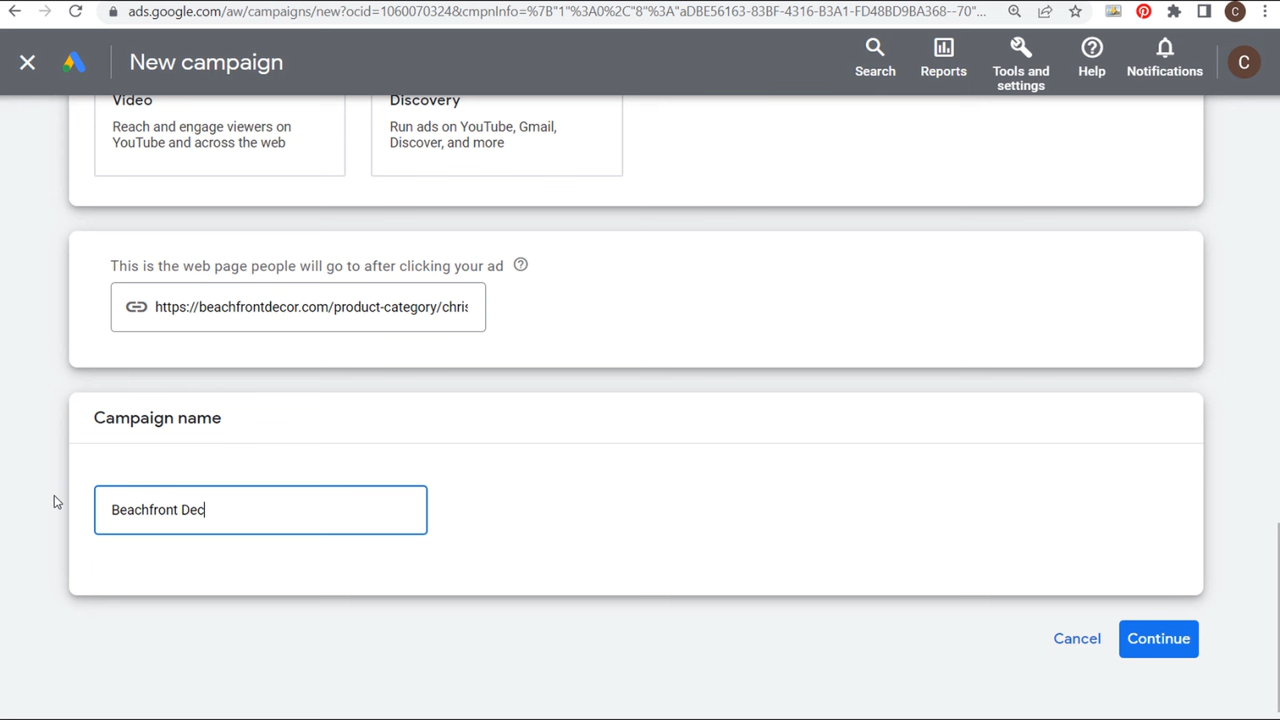 ads.google.com/aw/campaigns/new?ocid=1060070324&cmpnInfo=%7B"1"%3A0%2C"8"%3A"aDBE56163-83BF-4316-B3A1-FD48BD9BA368--70"...
C
New campaign
Search
Reports
Tools and
settings
Help
Notifications
C
Video
Reach and engage viewers on
YouTube and across the web
Discovery
Run ads on YouTube, Gmail,
Discover, and more
This is the web page people will go to after clicking your ad
https://beachfrontdecor.com/product-category/chris
Campaign name
Beachfront Dec
Cancel
Continue